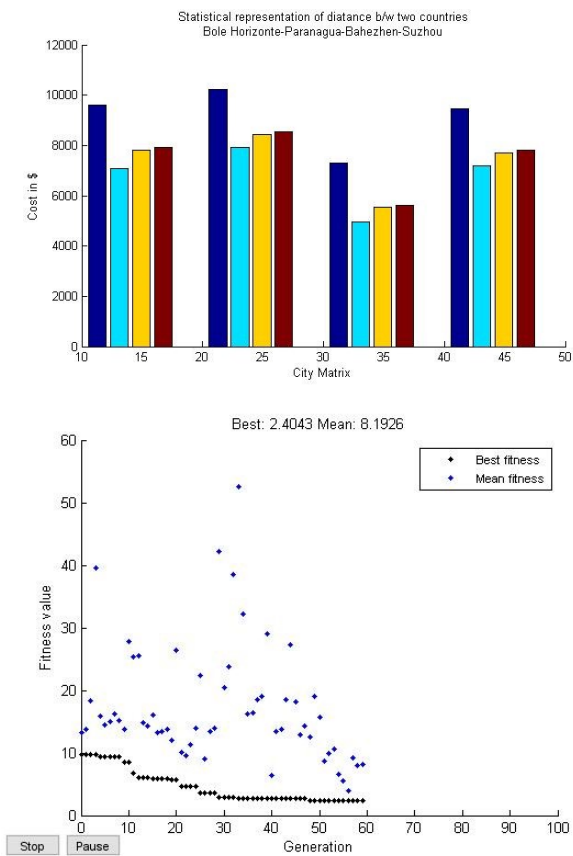 Statistical representation of diatance b/w two countries
Bole Horizonte-Paranagua-Bahezhen-Suzhou
12000
10000
8000
6000
4000
2000
0
Cost in $
10 15 20 25 30 35 40 45 50
City Matrix
Best: 2.4043 Mean: 8.1926
60
50
40
30
20
10
0
Fitness value
Best fitness
Mean fitness
0 10 20 30 40 50 60 70 80 90 100
Generation
Stop Pause